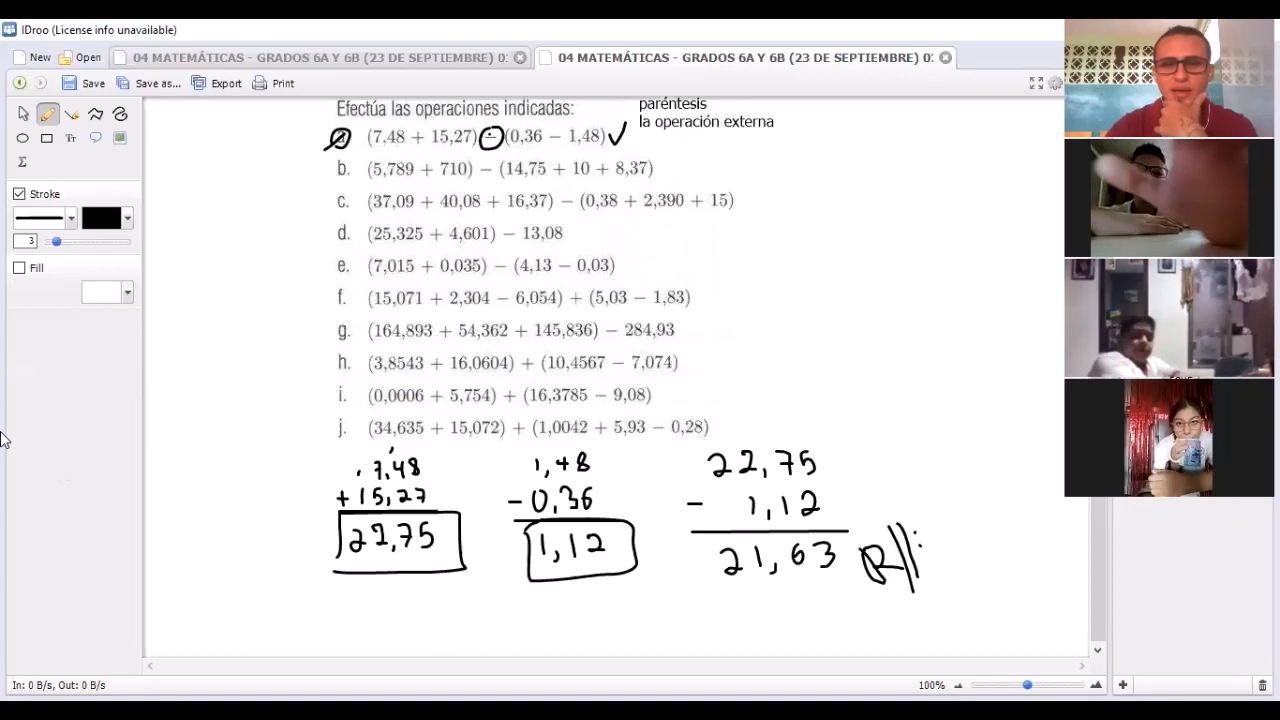 IDroo (License info unavailable)
New Open 04 MATEMÁTICAS - GRADOS 6A Y 6B (23 DE SEPTIEMBRE) 0: 04 MATEMÁTICAS - GRADOS 6A Y 6B (23 DE SEPTIEMBRE) 0:
Save Save as... Export Print
Efectúa las operaciones indicadas:
paréntesis
la operación externa
a. (7,48 + 15,27) − (0,36 − 1,48) ✓
b. (5,789 + 710) − (14,75 + 10 + 8,37)
c. (37,09 + 40,08 + 16,37) − (0,38 + 2,390 + 15)
d. (25,325 + 4,601) − 13,08
e. (7,015 + 0,035) − (4,13 − 0,03)
f. (15,071 + 2,304 − 6,054) + (5,03 − 1,83)
g. (164,893 + 54,362 + 145,836) − 284,93
h. (3,8543 + 16,0604) + (10,4567 − 7,074)
i. (0,0006 + 5,754) + (16,3785 − 9,08)
j. (34,635 + 15,072) + (1,0042 + 5,93 − 0,28)
Tr
Σ
Stroke
3
Fill
7,48
+15,27
22,75
1,48
-0,36
1,12
22,75
- 1,12
21,63 R//:
In: 0 B/s, Out: 0 B/s 100%